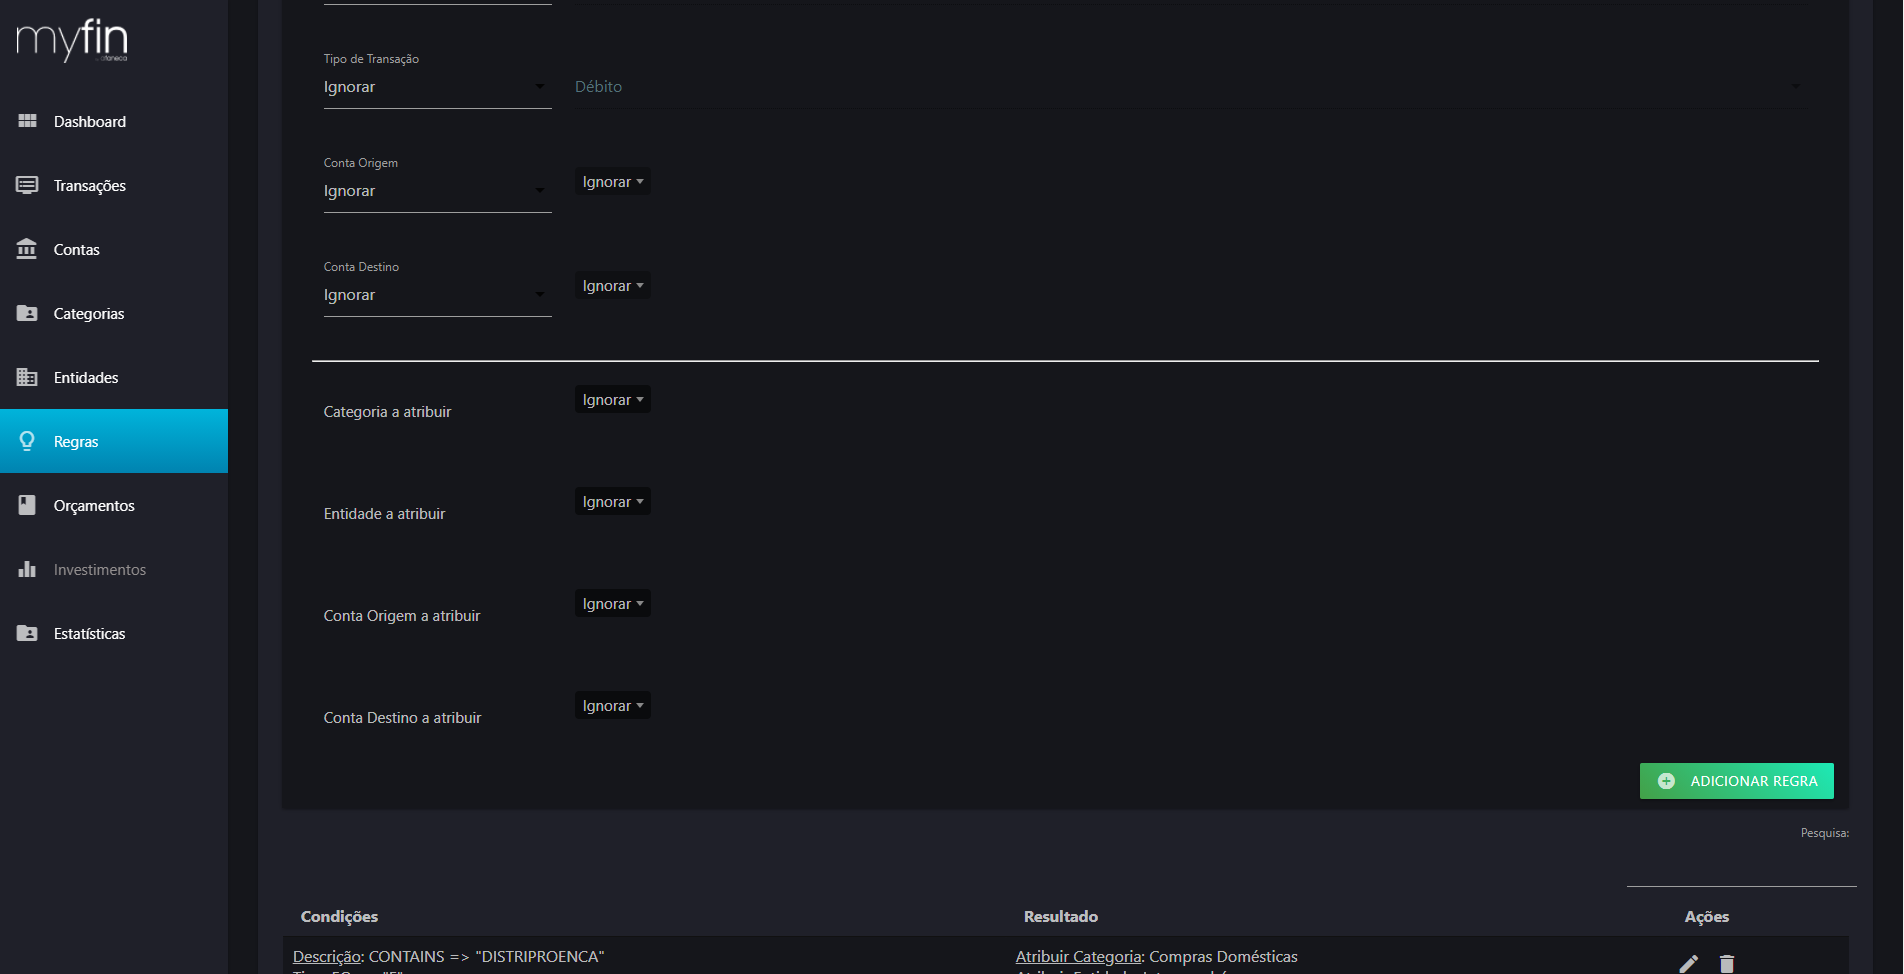 myfin
Dashboard
Transações
Contas
Categorias
Entidades
Regras
Orçamentos
Investimentos
Estatísticas
Tipo de Transação
Ignorar
Débito
Conta Origem
Ignorar
Ignorar
Conta Destino
Ignorar
Ignorar
Categoria a atribuir
Ignorar
Entidade a atribuir
Ignorar
Conta Origem a atribuir
Ignorar
Conta Destino a atribuir
Ignorar
ADICIONAR REGRA
Pesquisa:
Condições Resultado Ações
Descrição: CONTAINS => "DISTRIPROENCA"
Atribuir Categoria: Compras Domésticas